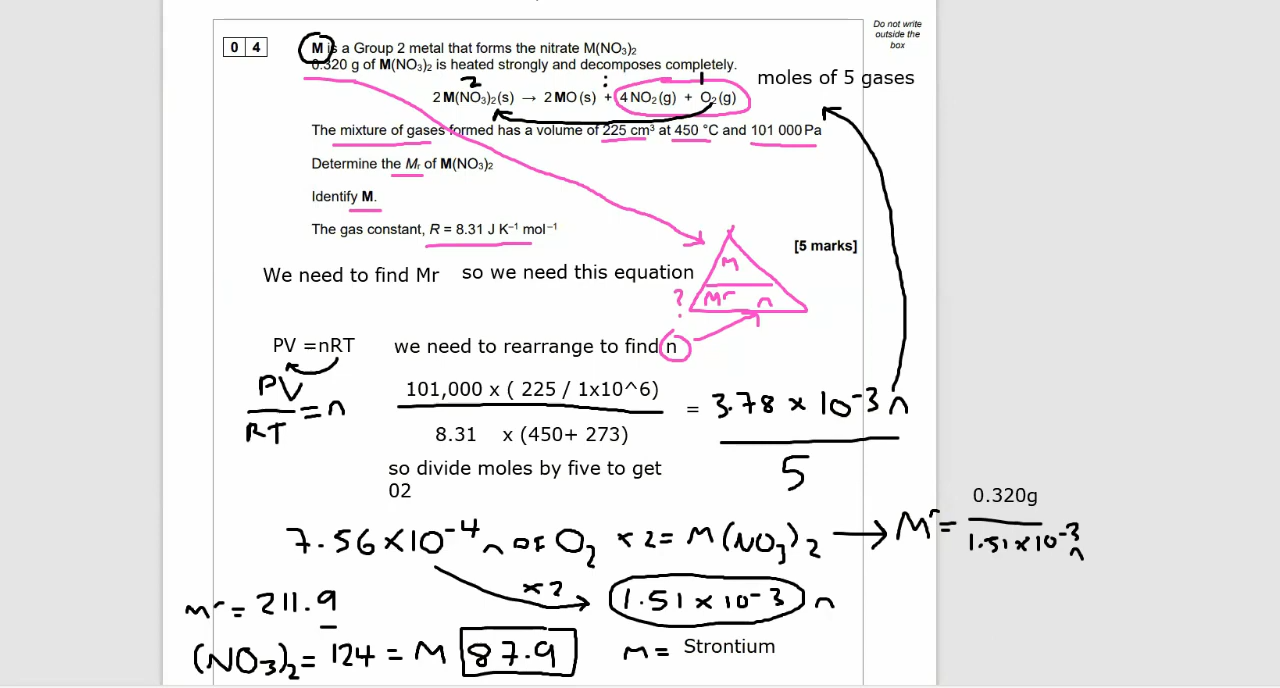 Do not write
outside the
box
0 4
M is a Group 2 metal that forms the nitrate M(NO₃)₂
0.320 g of M(NO₃)₂ is heated strongly and decomposes completely.
2 : 1
moles of 5 gases
2 M(NO₃)₂(s) → 2 MO (s) + 4 NO₂ (g) + O₂ (g)
The mixture of gases formed has a volume of 225 cm³ at 450 °C and 101 000 Pa
Determine the Mᵣ of M(NO₃)₂
Identify M.
The gas constant, R = 8.31 J K⁻¹ mol⁻¹
[5 marks]
We need to find Mr so we need this equation
M
? Mr n
PV =nRT we need to rearrange to find n
PV
RT = n
101,000 x ( 225 / 1x10^6)
8.31 x (450+ 273)
= 3.78 x 10⁻³ n
5
so divide moles by five to get
02
0.320g
7.56 x 10⁻⁴ n of O₂ x 2 = M(NO₃)₂ → Mr =
1.51 x 10⁻³
n
x 2
1.51 x 10⁻³ n
mr = 211.9
(NO₃)₂ = 124 = M 87.9
m = Strontium